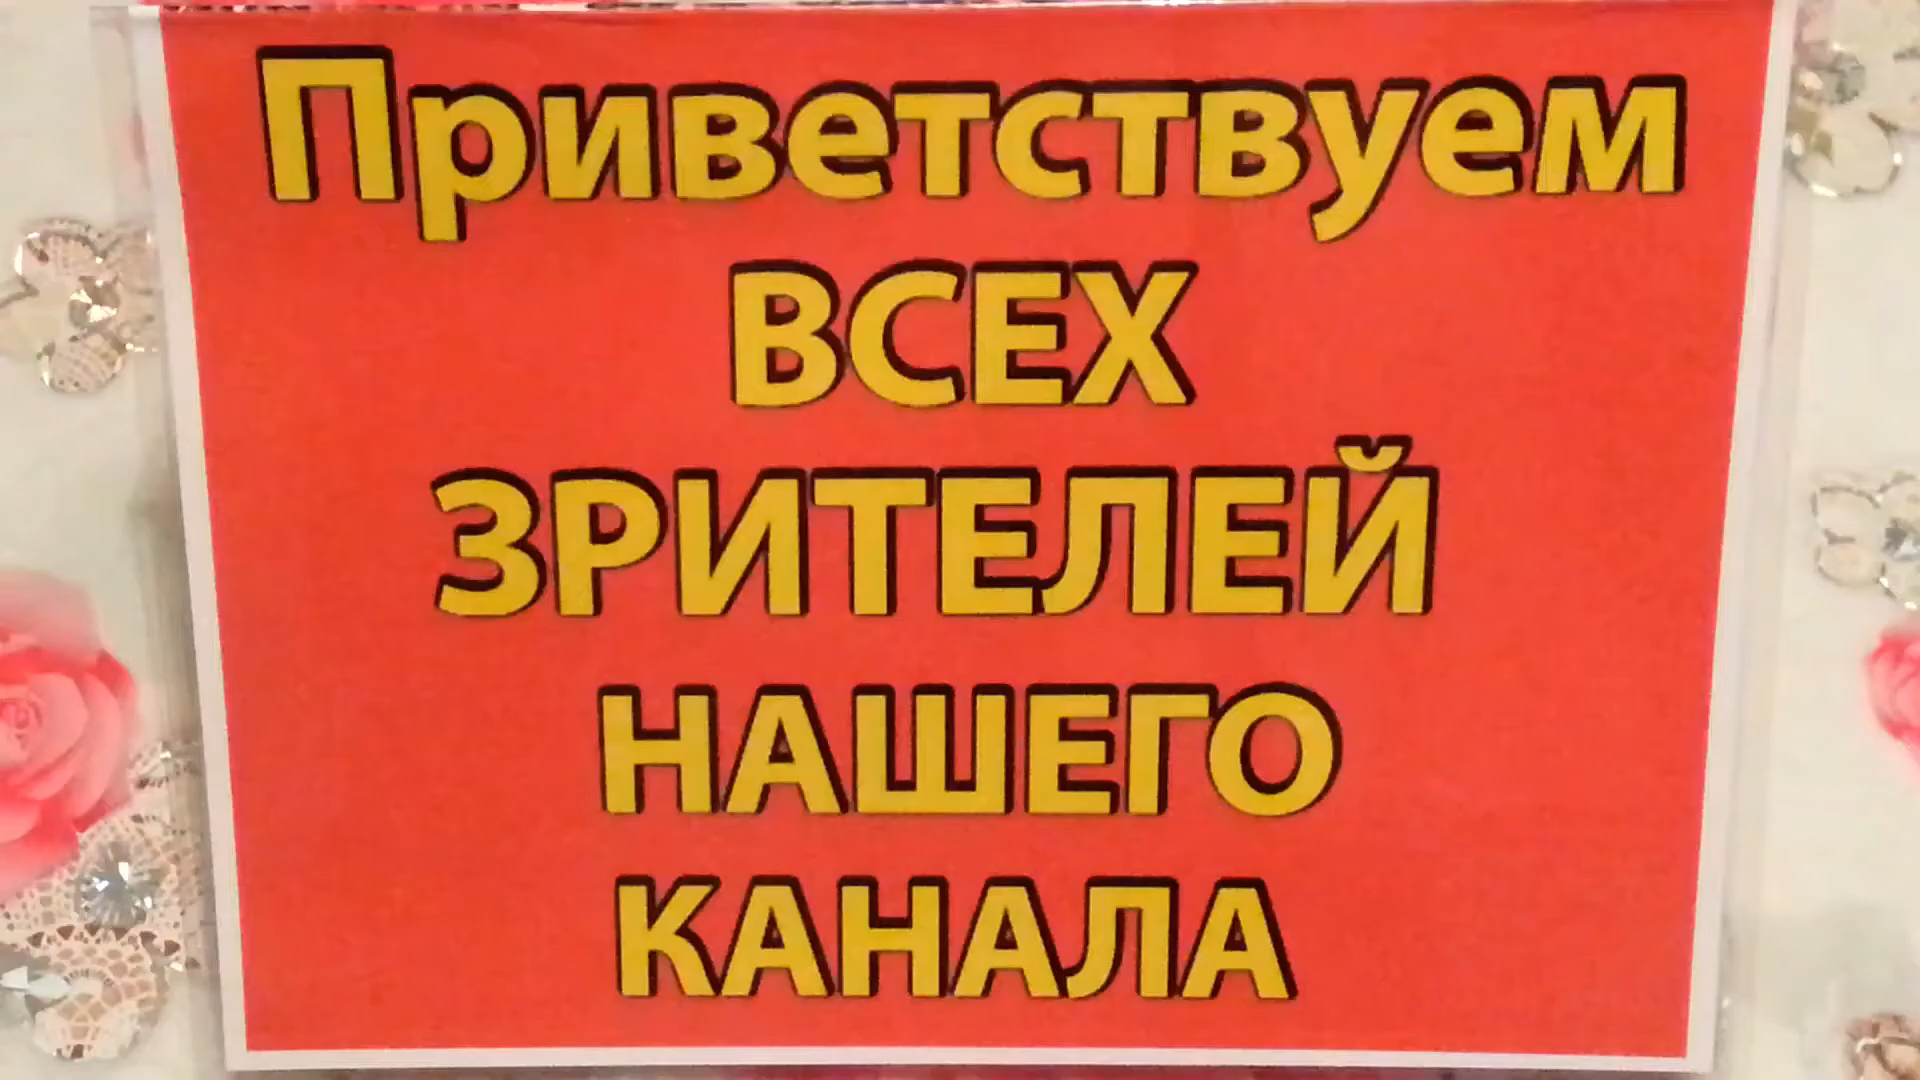 Приветствуем
ВСЕХ
ЗРИТЕЛЕЙ
НАШЕГО
КАНАЛА